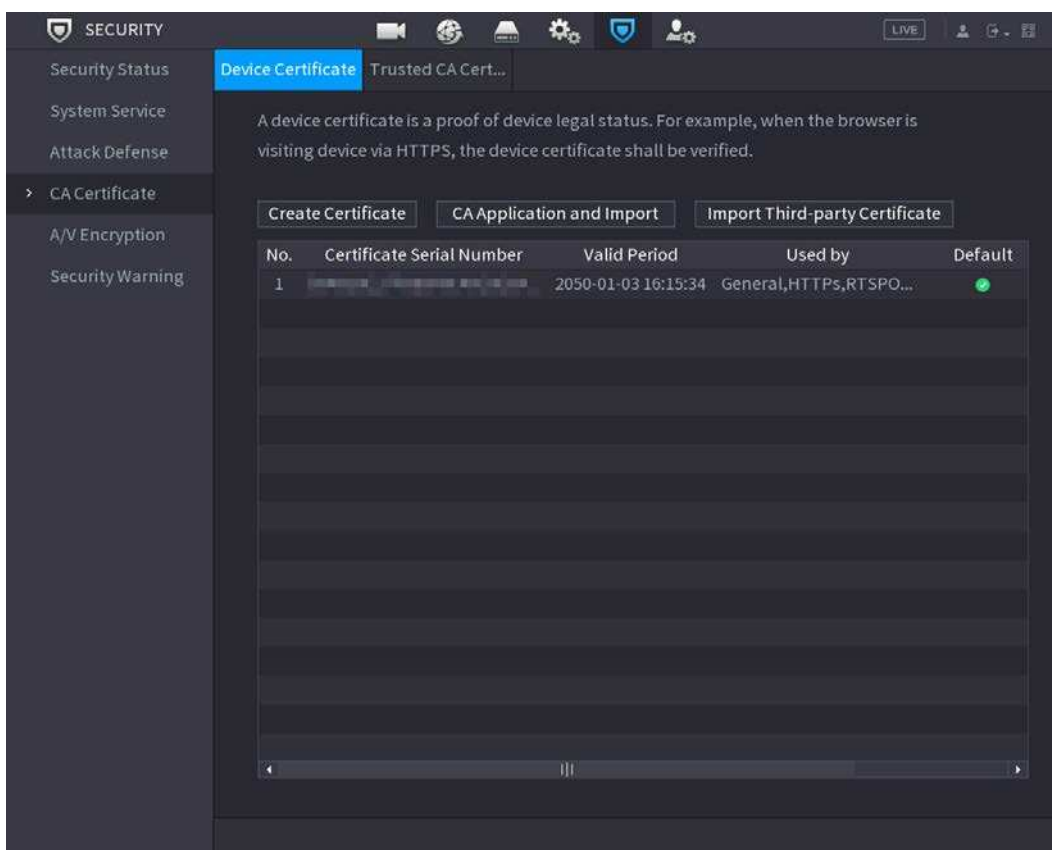 SECURITY
LIVE
Security Status
Device Certificate
Trusted CA Cert...
System Service
A device certificate is a proof of device legal status. For example, when the browser is
visiting device via HTTPS, the device certificate shall be verified.
Attack Defense
CA Certificate
A/V Encryption
Security Warning
Create Certificate
CA Application and Import
Import Third-party Certificate
No. Certificate Serial Number Valid Period Used by Default
1 2050-01-03 16:15:34 General,HTTPs,RTSPO...